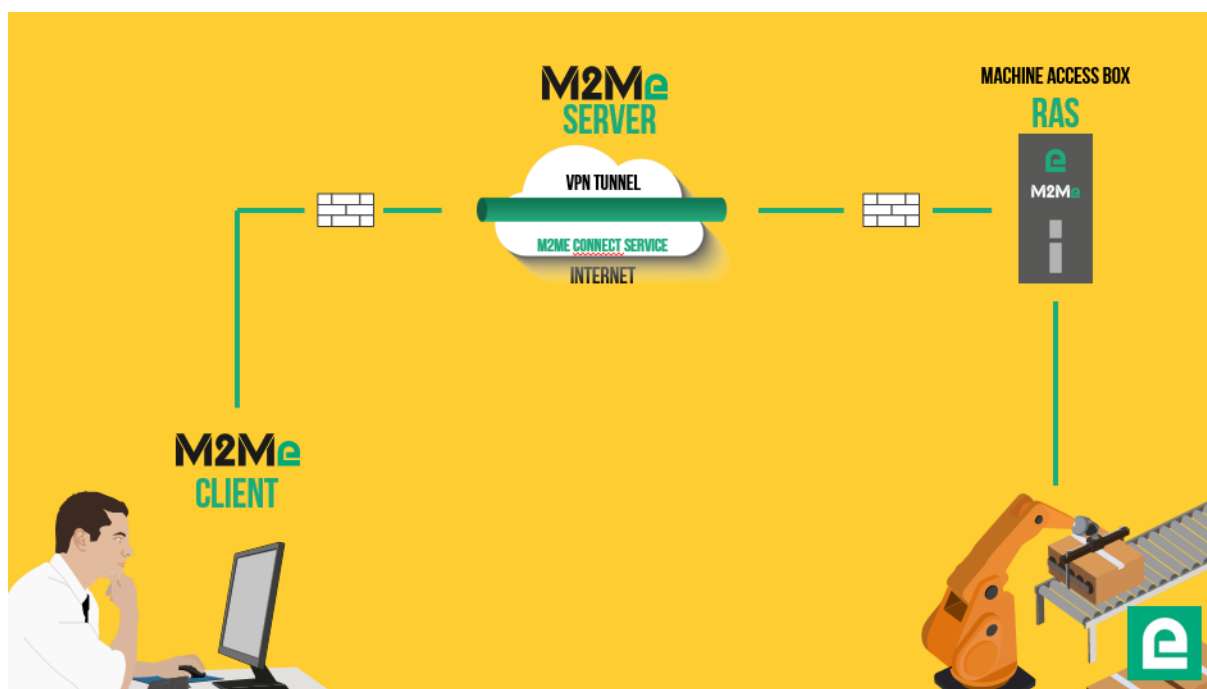 M2Me
SERVER
MACHINE ACCESS BOX
RAS
VPN TUNNEL
M2ME CONNECT SERVICE
INTERNET
e
M2Me
M2Me
CLIENT
e